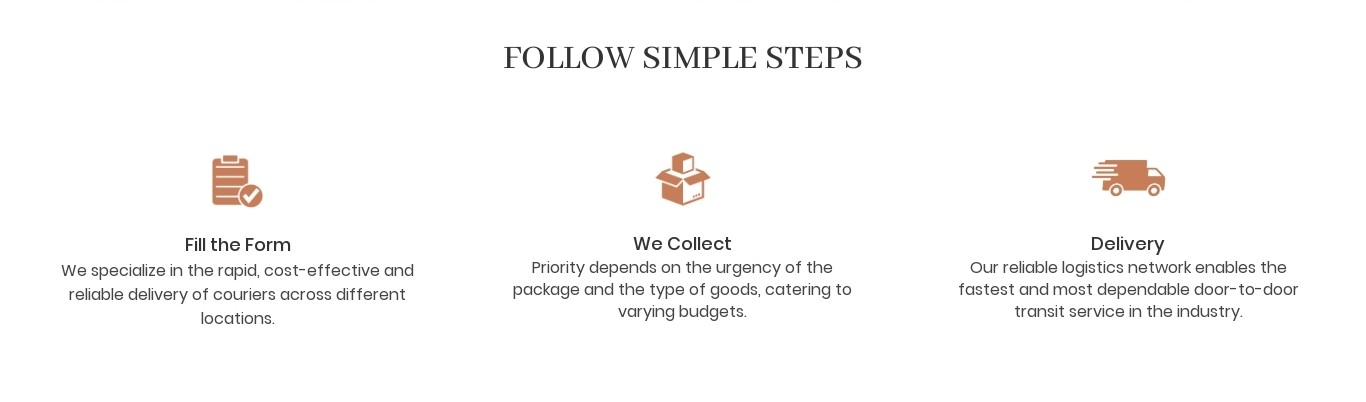 FOLLOW SIMPLE STEPS
Fill the Form
We specialize in the rapid, cost-effective and
reliable delivery of couriers across different
locations.
We Collect
Priority depends on the urgency of the
package and the type of goods, catering to
varying budgets.
Delivery
Our reliable logistics network enables the
fastest and most dependable door-to-door
transit service in the industry.